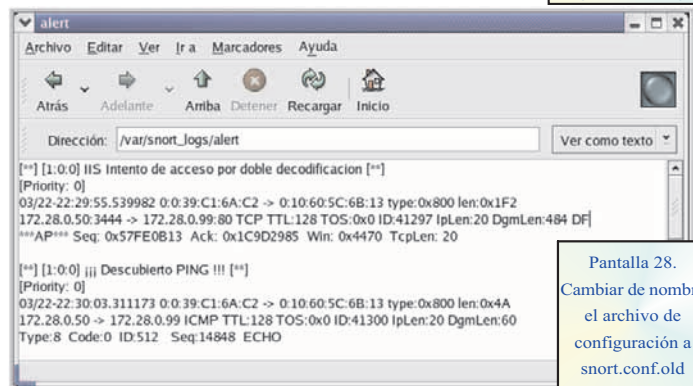 alert
Archivo Editar Ver Ir a Marcadores Ayuda
Atrás Adelante Arriba Detener Recargar Inicio
Dirección: /var/snort_logs/alert Ver como texto
[**] [1:0:0] IIS Intento de acceso por doble decodificacion [**]
[Priority: 0]
03/22-22:29:55.539982 0:0:39:C1:6A:C2 -> 0:10:60:5C:6B:13 type:0x800 len:0x1F2
172.28.0.50:3444 -> 172.28.0.99:80 TCP TTL:128 TOS:0x0 ID:41297 IpLen:20 DgmLen:484 DF
***AP*** Seq: 0x57FE0B13 Ack: 0x1C9D2985 Win: 0x4470 TcpLen: 20
[**] [1:0:0] ¡¡¡ Descubierto PING !!! [**]
[Priority: 0]
03/22-22:30:03.311173 0:0:39:C1:6A:C2 -> 0:10:60:5C:6B:13 type:0x800 len:0x4A
172.28.0.50 -> 172.28.0.99 ICMP TTL:128 TOS:0x0 ID:41300 IpLen:20 DgmLen:60
Type:8 Code:0 ID:512 Seq:14848 ECHO
Pantalla 28.
Cambiar de nombr
el archivo de
configuración a
snort.conf.old